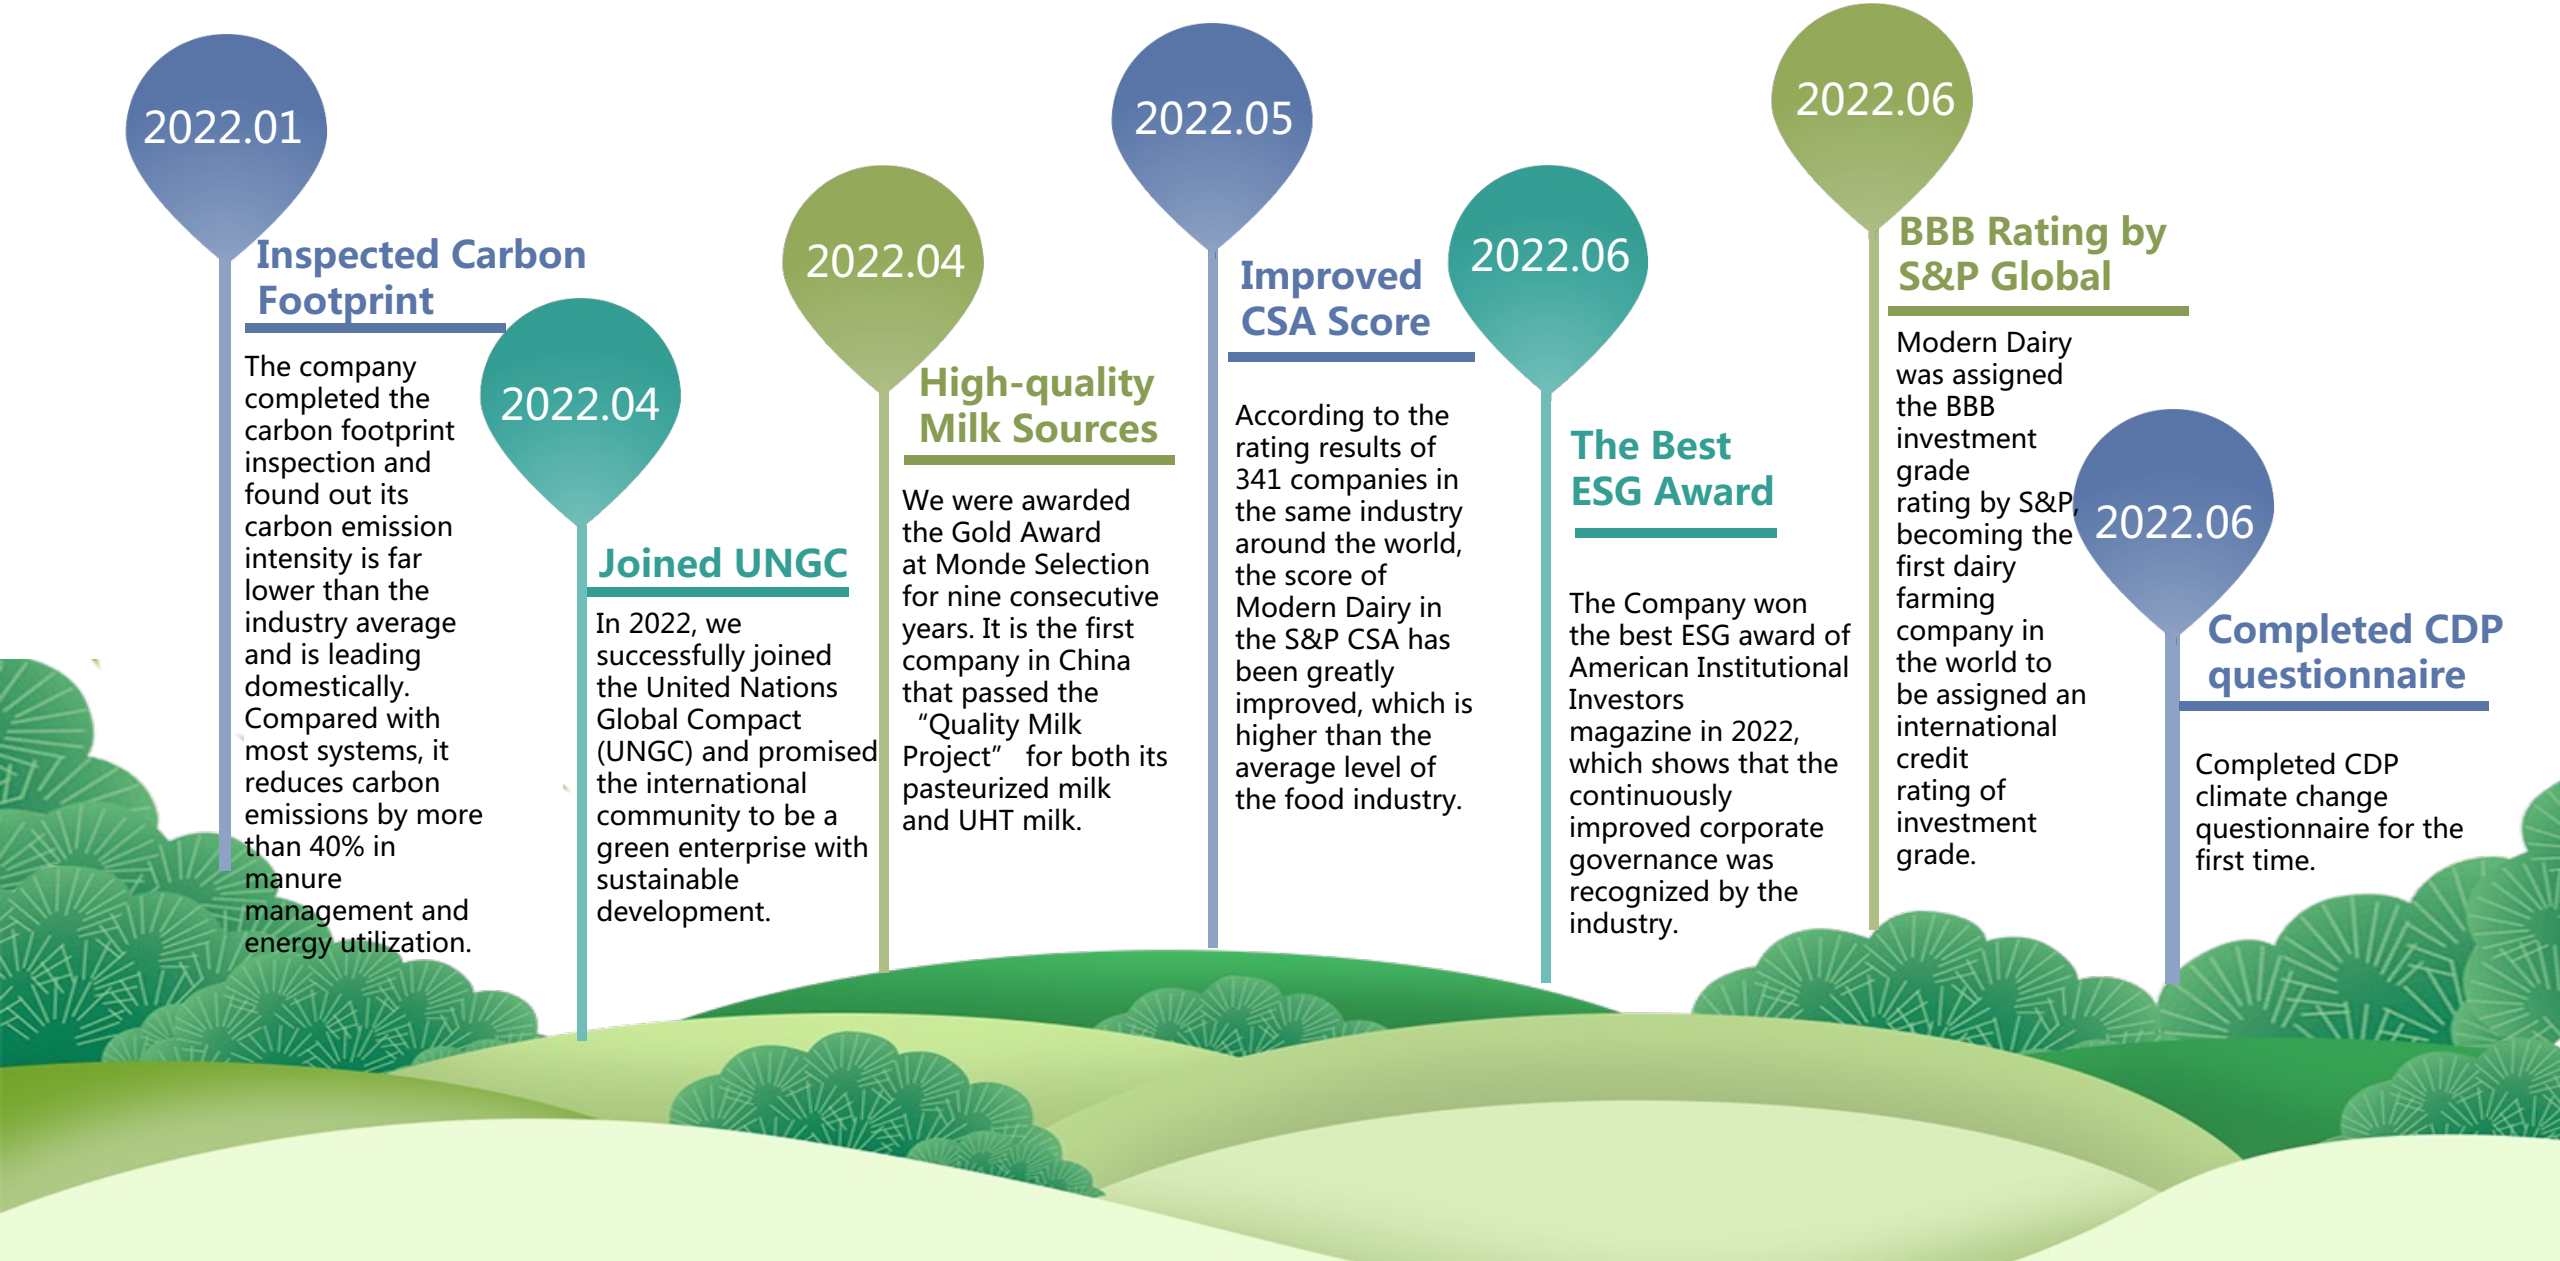 2022.01
Inspected Carbon
Footprint
The company
completed the
carbon footprint
inspection and
found out its
carbon emission
intensity is far
lower than the
industry average
and is leading
domestically.
Compared with
most systems, it
reduces carbon
emissions by more
than 40% in
manure
management and
energy utilization.
2022.04
Joined UNGC
In 2022, we
successfully joined
the United Nations
Global Compact
(UNGC) and promised
the international
community to be a
green enterprise with
sustainable
development.
2022.04
High-quality
Milk Sources
We were awarded
the Gold Award
at Monde Selection
for nine consecutive
years. It is the first
company in China
that passed the
“Quality Milk
Project” for both its
pasteurized milk
and UHT milk.
2022.05
Improved
CSA Score
According to the
rating results of
341 companies in
the same industry
around the world,
the score of
Modern Dairy in
the S&P CSA has
been greatly
improved, which is
higher than the
average level of
the food industry.
2022.06
The Best
ESG Award
The Company won
the best ESG award of
American Institutional
Investors
magazine in 2022,
which shows that the
continuously
improved corporate
governance was
recognized by the
industry.
2022.06
BBB Rating by
S&P Global
Modern Dairy
was assigned
the BBB
investment
grade
rating by S&P,
becoming the
first dairy
farming
company in
the world to
be assigned an
international
credit
rating of
investment
grade.
2022.06
Completed CDP
questionnaire
Completed CDP
climate change
questionnaire for the
first time.